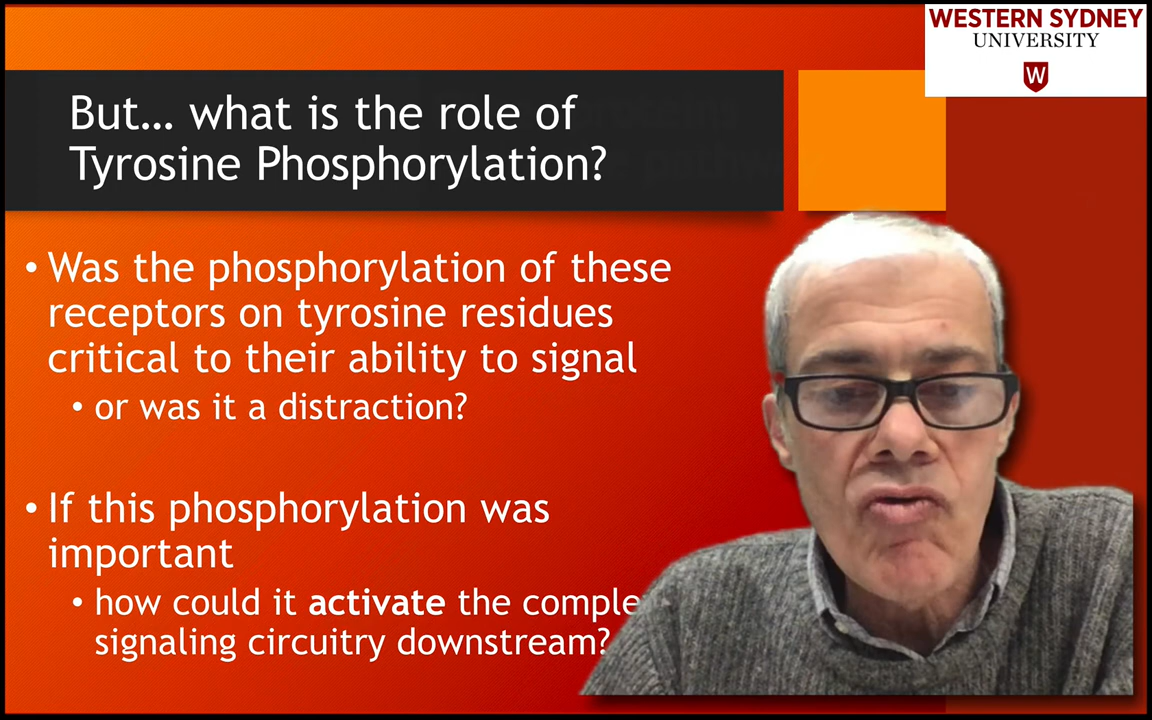 WESTERN SYDNEY
UNIVERSITY
W
But… what is the role of
Tyrosine Phosphorylation?
• Was the phosphorylation of these
receptors on tyrosine residues
critical to their ability to signal
• or was it a distraction?
• If this phosphorylation was
important
• how could it activate the comple
signaling circuitry downstream?